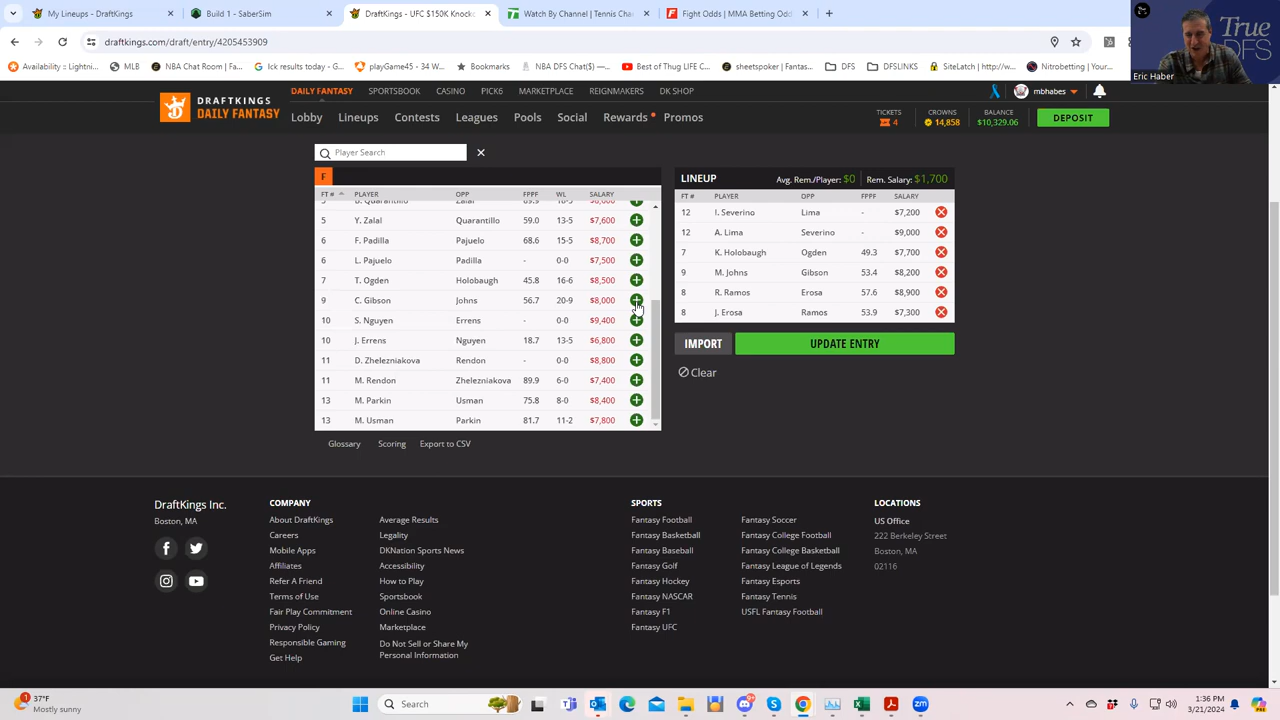 My Lineups - DraftKings
Build 1 - SaberSim
DraftKings - UFC $150K Knocko
Watch By Channel | Tennis Chan
Fight Odds | MMA Betting Odd
draftkings.com/draft/entry/4205453909
Availability :: Lightni...
MLB
NBA Chat Room | Fa...
Ick results today - G...
playGame45 - 34 W...
Bookmarks
NBA DFS Chat($) —...
Best of Thug LIFE C...
sheetspoker | Shop...
DFS
DFSLINKS
SiteLatch | http://w...
Nitrobetting | Your...
True DFS
Eric Haber
DRAFTKINGS DAILY FANTASY
DAILY FANTASY SPORTSBOOK CASINO PICK6 MARKETPLACE REIGNMAKERS DK SHOP
mbhgabes
Lobby Lineups Contests Leagues Pools Social Rewards Promos
TICKETS 4
CROWNS 14,858
BALANCE $10,329.06
DEPOSIT
Player Search
F
FT # PLAYER OPP FPPF WL SALARY
5 Y. Zalal Quarantillo 59.0 13-5 $7,600
6 F. Padilla Pajuelo 68.6 15-5 $8,700
6 L. Pajuelo Padilla - 0-0 $7,500
7 T. Ogden Holobaugh 45.8 16-6 $8,500
9 C. Gibson Johns 56.7 20-9 $8,000
10 S. Nguyen Errens - 0-0 $9,400
10 J. Errens Nguyen 18.7 13-5 $6,800
11 D. Zhelezniakova Rendon - 0-0 $8,800
11 M. Rendon Zhelezniakova 89.9 6-0 $7,400
13 M. Parkin Usman 75.8 8-0 $8,400
13 M. Usman Parkin 81.7 11-2 $7,800
Glossary Scoring Export to CSV
LINEUP Avg. Rem./Player: $0 Rem. Salary: $1,700
FT # PLAYER OPP FPPF SALARY
12 I. Severino Lima - $7,200
12 A. Lima Severino - $9,000
7 K. Holobaugh Ogden 49.3 $7,700
9 M. Johns Gibson 53.4 $8,200
8 R. Ramos Erosa 57.6 $8,900
8 J. Erosa Ramos 53.9 $7,300
IMPORT
UPDATE ENTRY
Clear
DraftKings Inc.
Boston, MA
COMPANY
About DraftKings
Careers
Mobile Apps
Affiliates
Refer A Friend
Terms of Use
Fair Play Commitment
Privacy Policy
Responsible Gaming
Get Help
Average Results
Legality
DKNation Sports News
Accessibility
How to Play
Sportsbook
Online Casino
Marketplace
Do Not Sell or Share My
Personal Information
SPORTS
Fantasy Football
Fantasy Basketball
Fantasy Baseball
Fantasy Golf
Fantasy Hockey
Fantasy NASCAR
Fantasy F1
Fantasy UFC
Fantasy Soccer
Fantasy College Football
Fantasy College Basketball
Fantasy League of Legends
Fantasy Esports
Fantasy Tennis
USFL Fantasy Football
LOCATIONS
US Office
226 Berkeley Street
Boston, MA
02116
37°F
Mostly sunny
Search
1:36 PM
3/21/2024